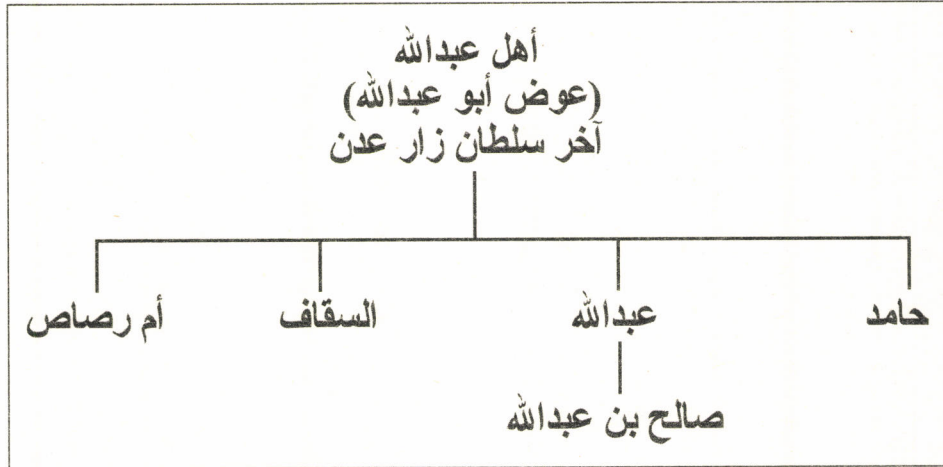 أهل عبدالله
(عوض أبو عبدالله)
آخر سلطان زار عدن
حامد
عبدالله
السقاف
أم رصاص
صالح بن عبدالله